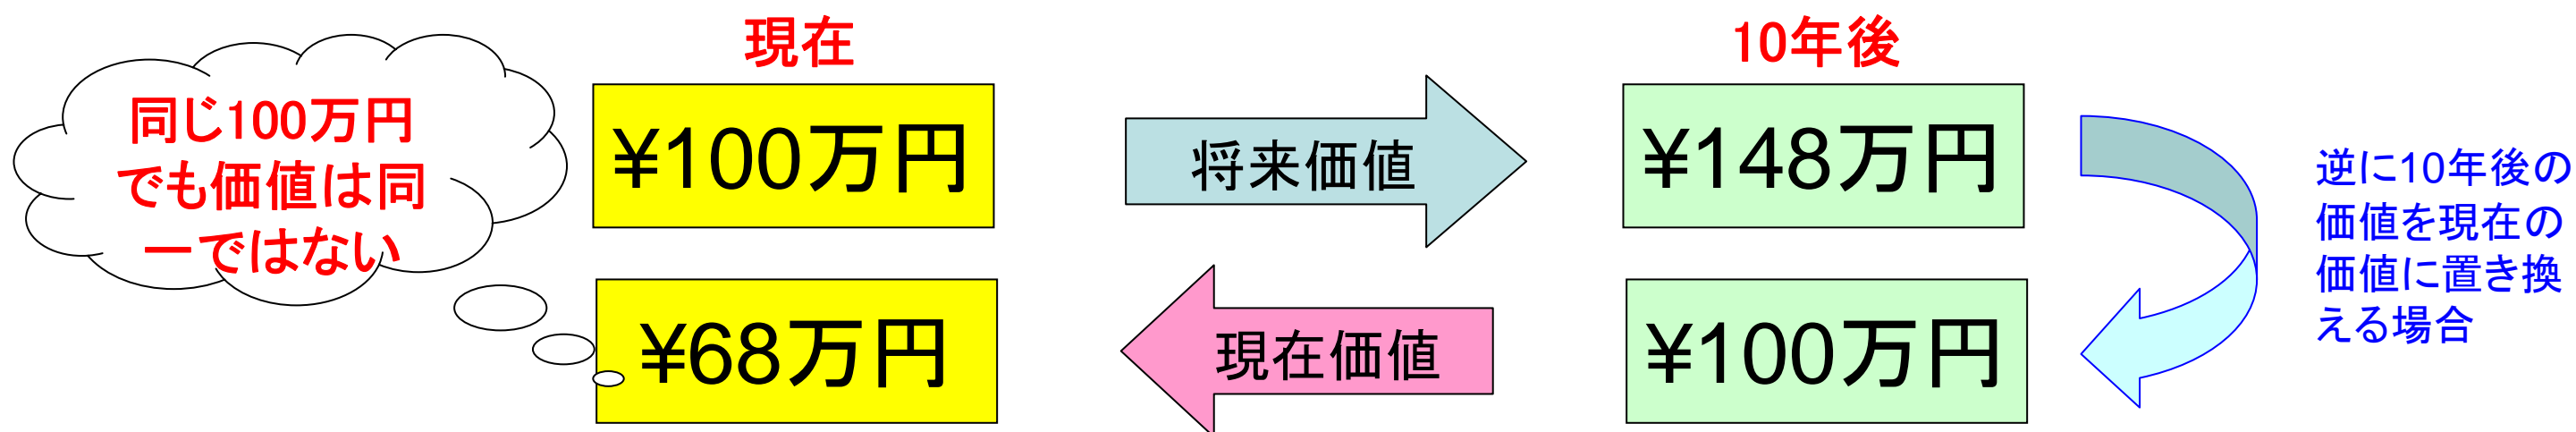 現在
10年後
同じ100万円
でも価値は同
一ではない
¥100万円
将来価値
¥148万円
逆に10年後の
価値を現在の
価値に置き換
える場合
¥68万円
現在価値
¥100万円